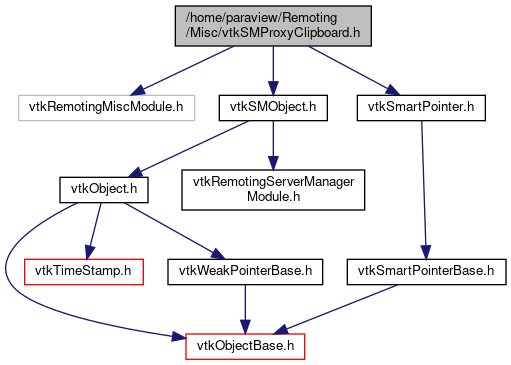 /home/paraview/Remoting
/Misc/vtkSMProxyClipboard.h
vtkRemotingMiscModule.h
vtkSMObject.h
vtkSmartPointer.h
vtkObject.h
vtkRemotingServerManager
Module.h
vtkTimeStamp.h
vtkWeakPointerBase.h
vtkSmartPointerBase.h
vtkObjectBase.h